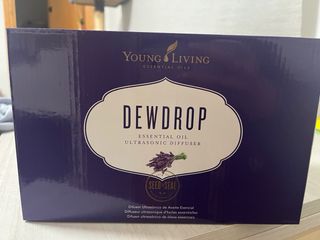 YOUNG LIVING
ESSENTIAL OILS
DEWDROP
ESSENTIAL OIL
ULTRASONIC DIFFUSER
SEED to SEAL
Difusor Ultrasónico de Aceite Esencial
Diffuseur ultrasonique d'huiles essentielles
Difusor ultrassônico de óleos essenciais